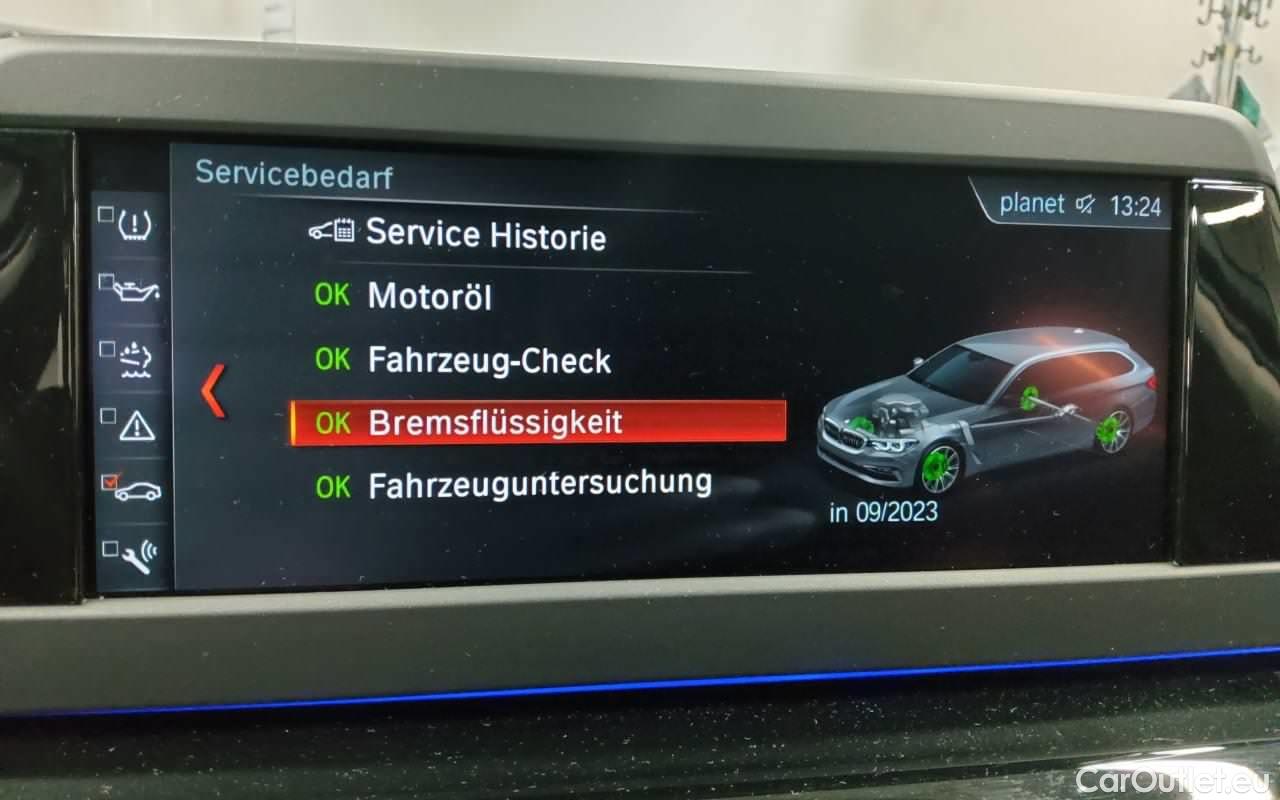 Servicebedarf
planet 13:24
Service Historie
OK Motoröl
OK Fahrzeug-Check
OK Bremsflüssigkeit
OK Fahrzeuguntersuchung
in 09/2023
CarOutlet.eu